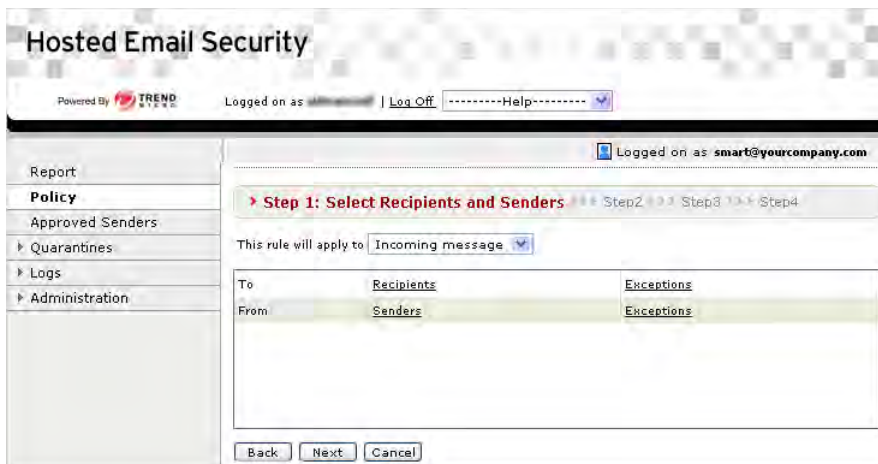 Hosted Email Security
Powered By TREND MICRO
Logged on as | Log Off ---------Help---------
Logged on as smart@yourcompany.com
Report
Policy
Approved Senders
Quarantines
Logs
Administration
Step 1: Select Recipients and Senders >>> Step2 >>> Step3 >>> Step4
This rule will apply to Incoming message
To Recipients Exceptions
From Senders Exceptions
Back Next Cancel